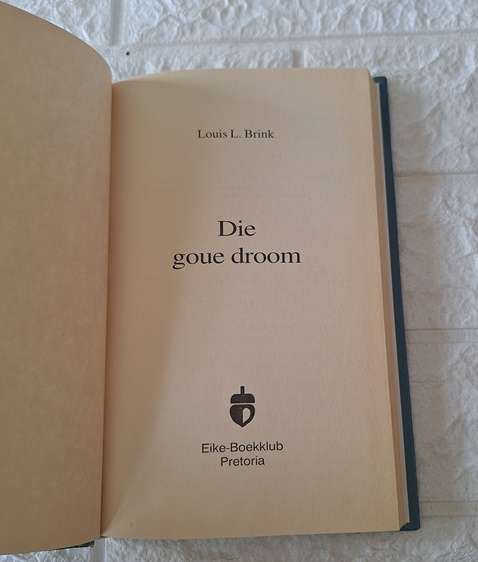 Louis L. Brink
Die
goue droom
Eike-Boekklub
Pretoria